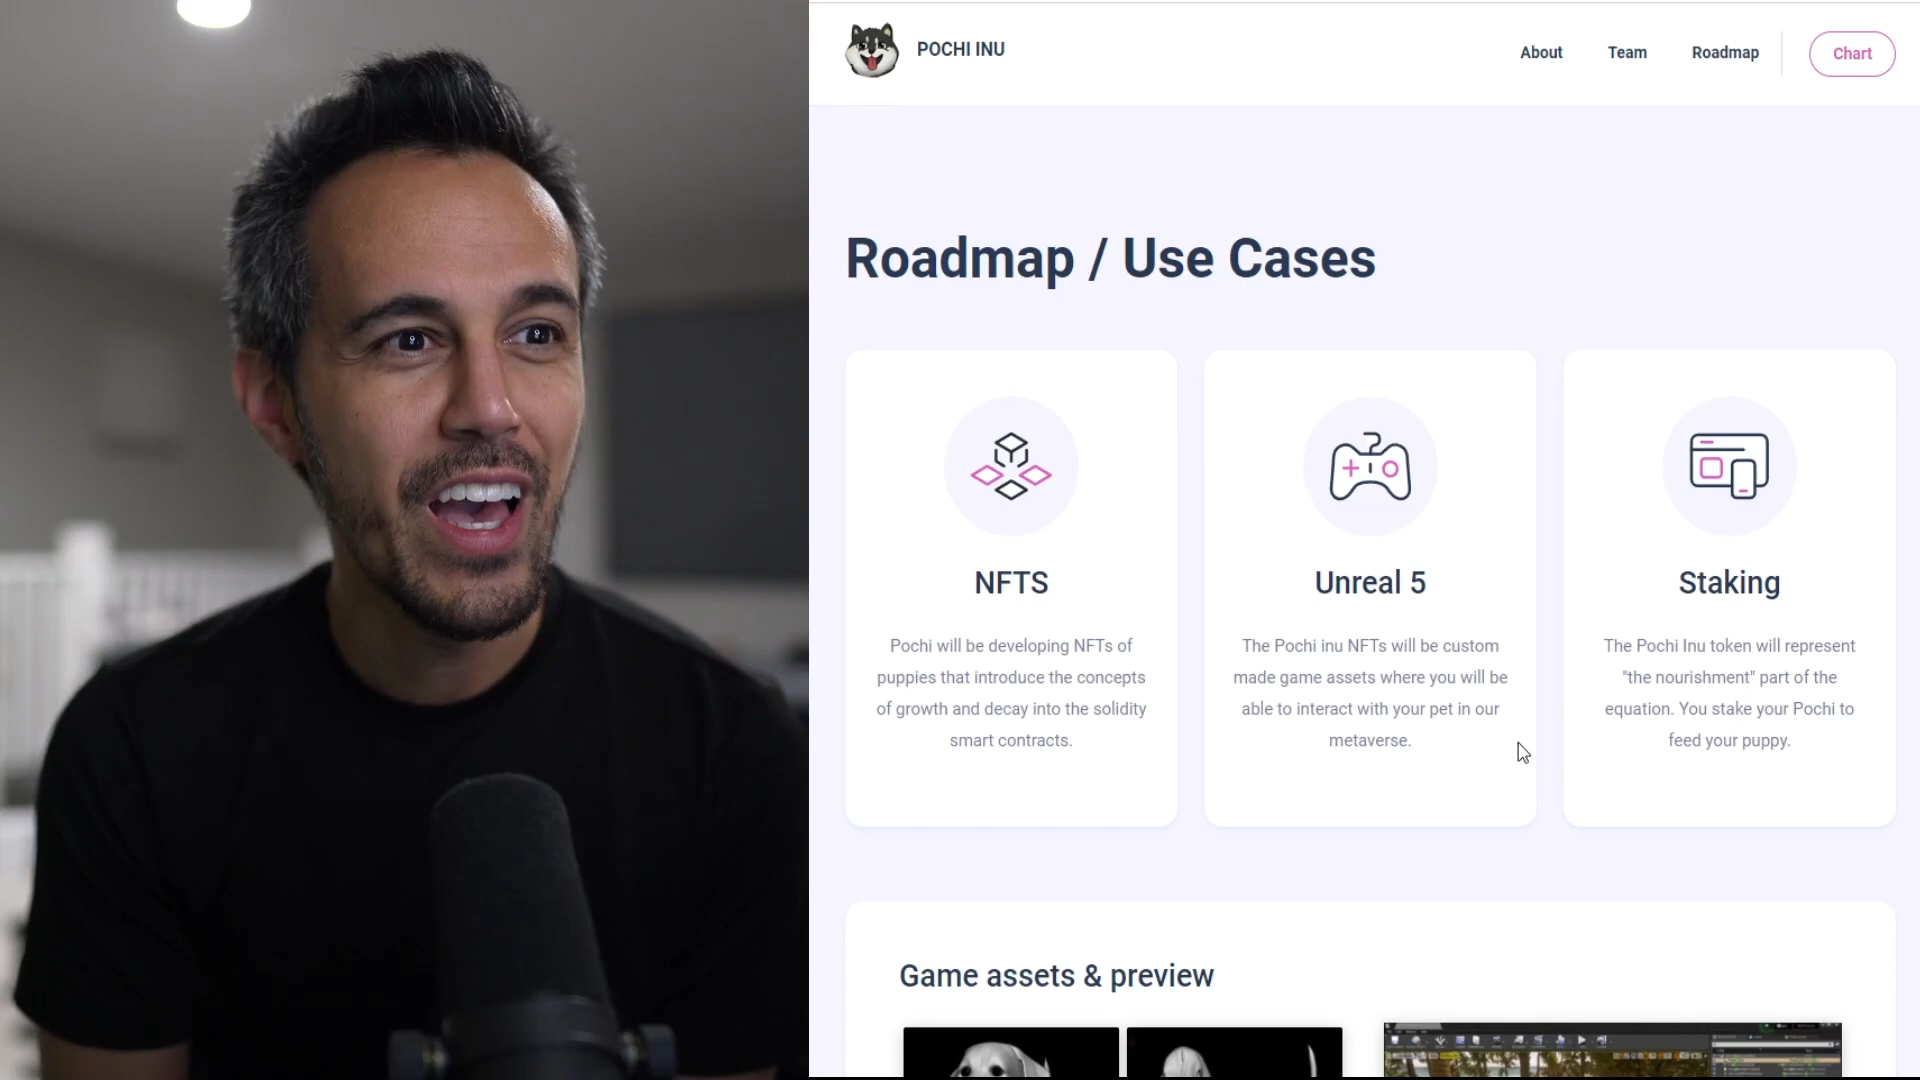 POCHI INU
About
Team
Roadmap
Chart
Roadmap / Use Cases
NFTS
Pochi will be developing NFTs of
puppies that introduce the concepts
of growth and decay into the solidity
smart contracts.
Unreal 5
The Pochi inu NFTs will be custom
made game assets where you will be
able to interact with your pet in our
metaverse.
Staking
The Pochi Inu token will represent
"the nourishment" part of the
equation. You stake your Pochi to
feed your puppy.
Game assets & preview